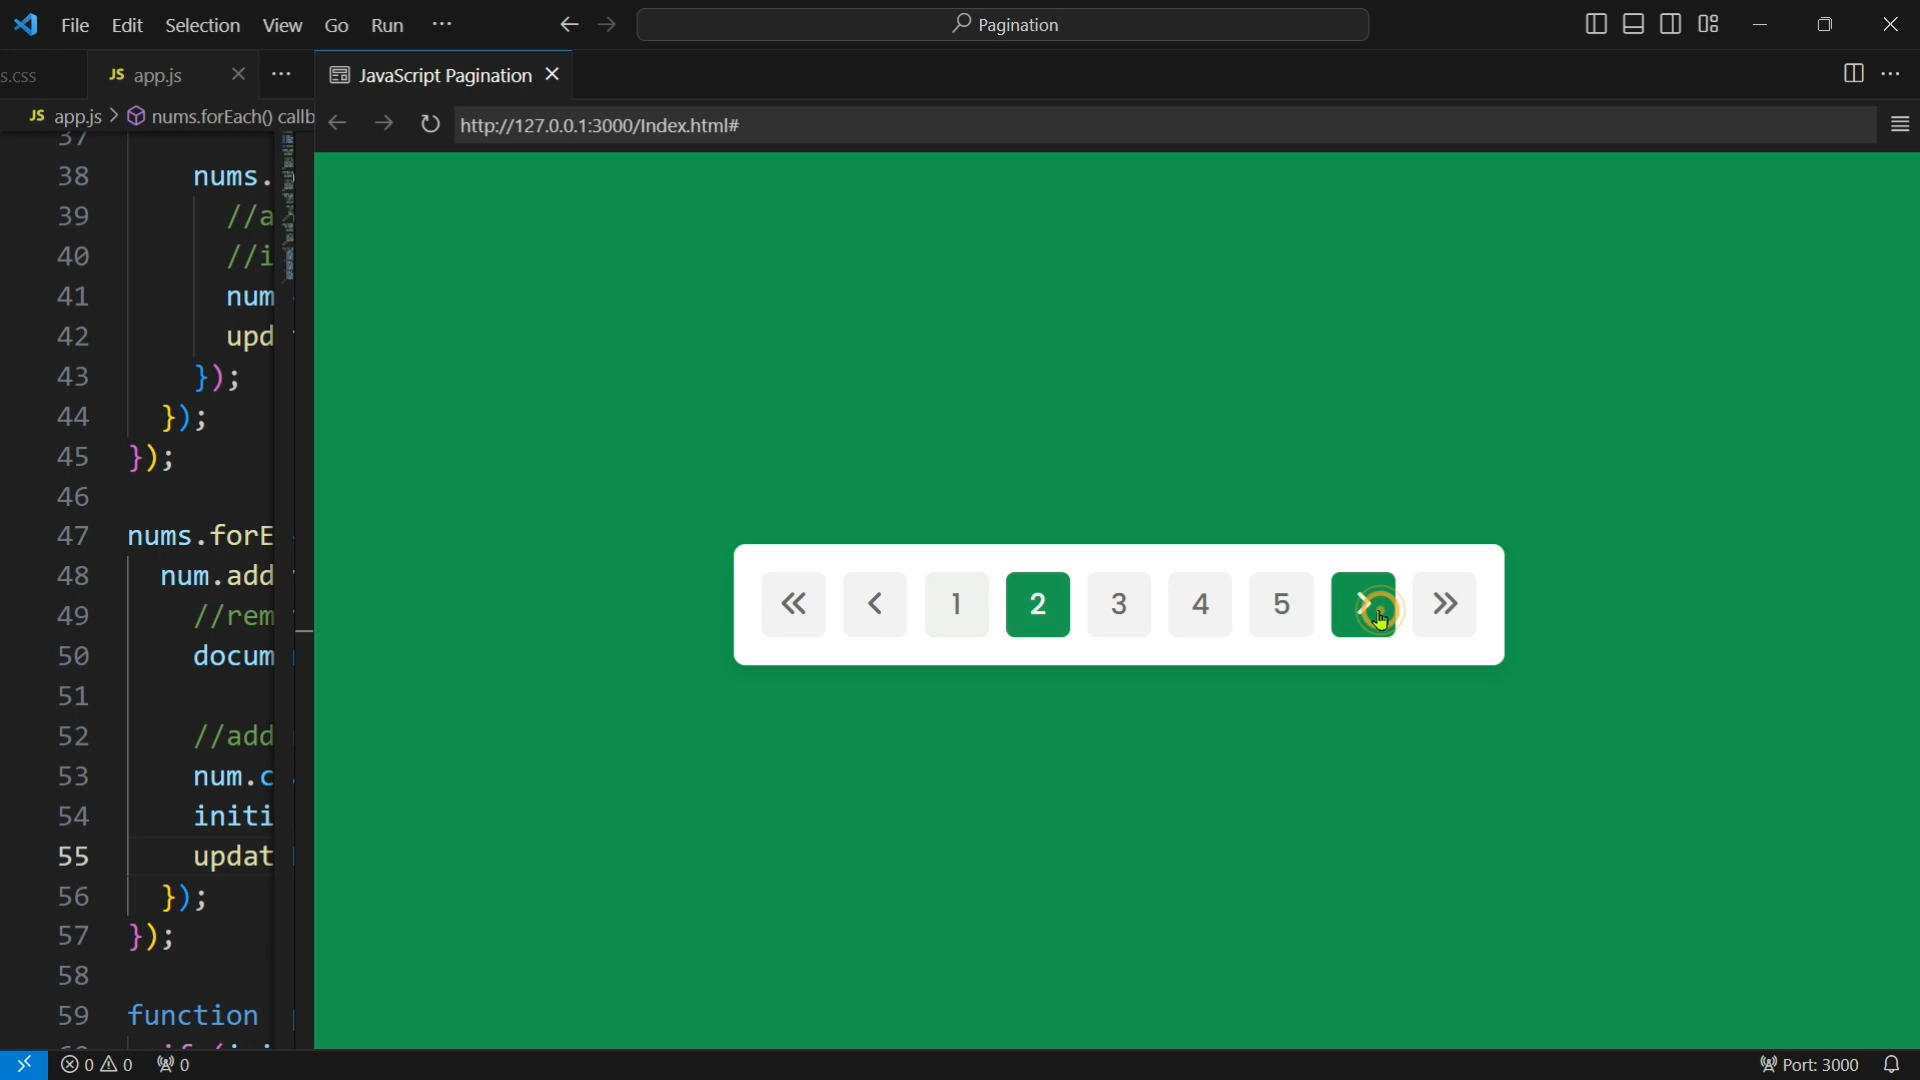 File Edit Selection View Go Run ···
Pagination
s.css
JS app.js
JavaScript Pagination
JS app.js > nums.forEach() callb
http://127.0.0.1:3000/Index.html#
37
38 nums.
39 //a
40 //i
41 num
42 upd
43 });
44 });
45 });
46
47 nums.forE
48 num.add
49 //rem
50 docum
51
52 //add
53 num.c
54 initi
55 updat
56 });
57 });
58
59 function
1 2 3 4 5
0 0 0
Port: 3000